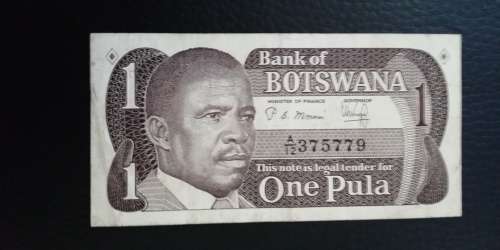 Bank of
BOTSWANA
1
MINISTER OF FINANCE GOVERNOR
1
A/12 375779
This note is legal tender for
1
One Pula